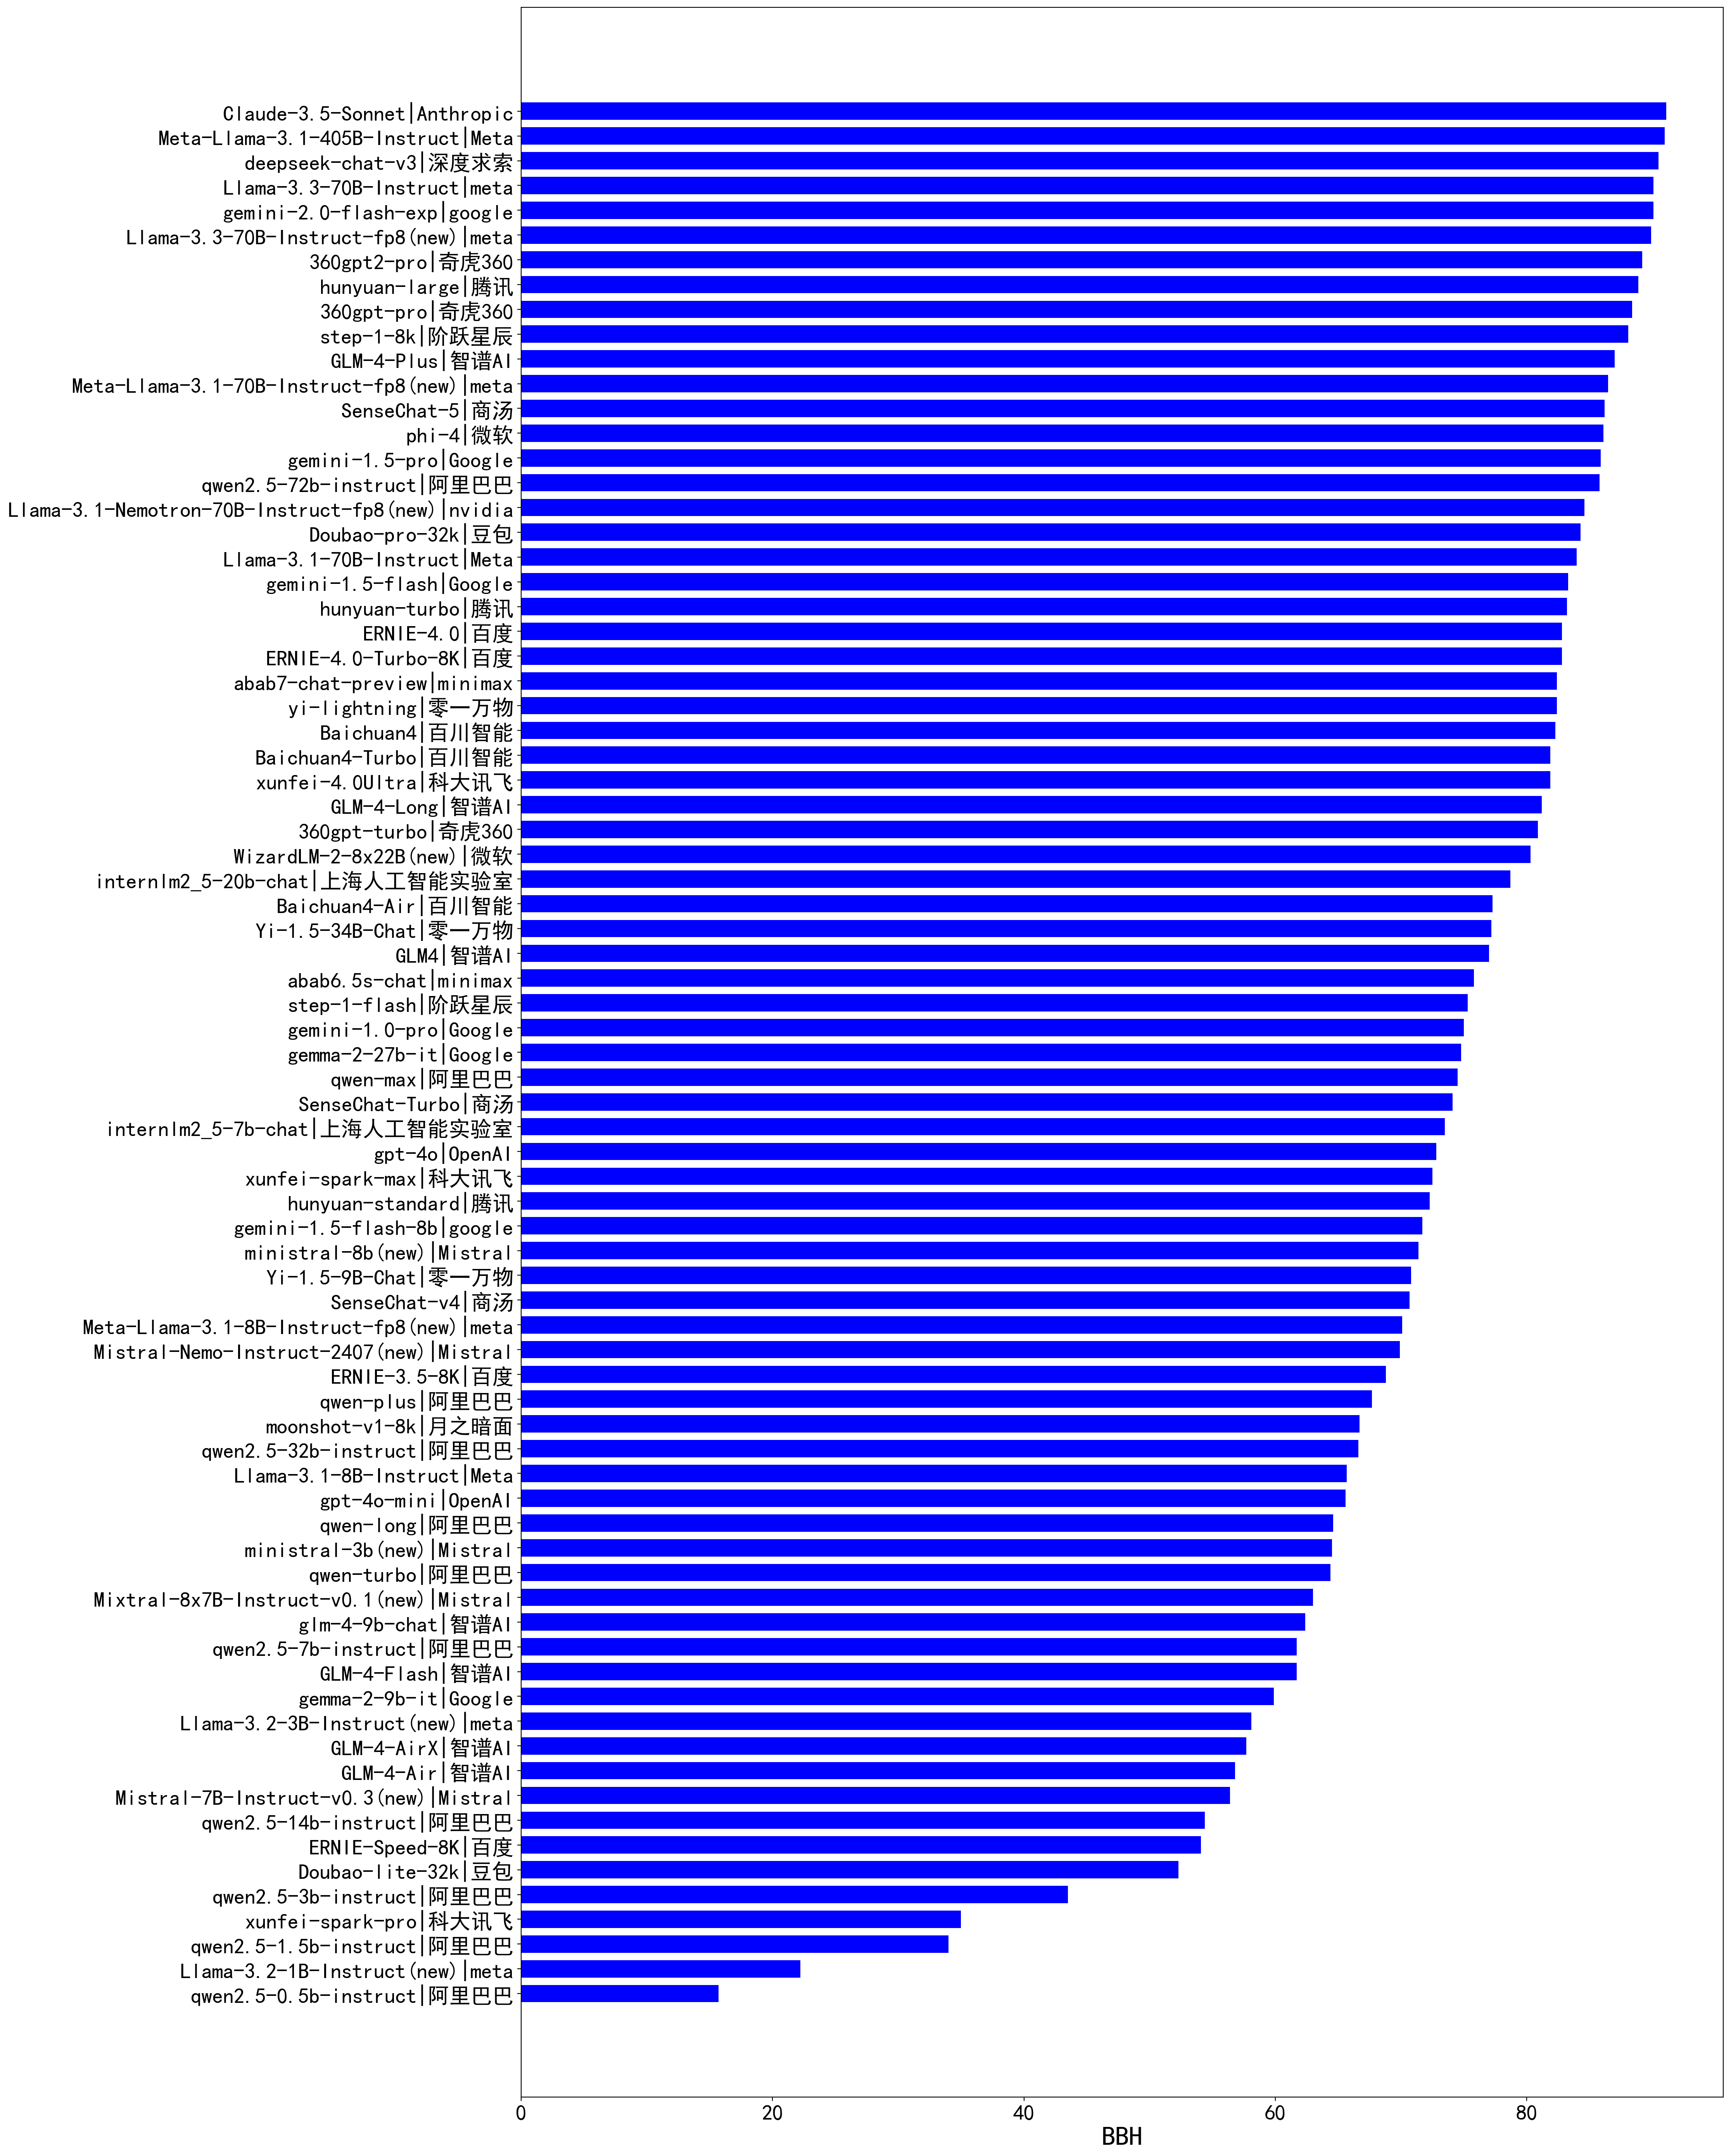 Claude-3.5-Sonnet|Anthropic
Meta-Llama-3.1-405B-Instruct|Meta
deepseek-chat-v3|深度求索
Llama-3.3-70B-Instruct|meta
gemini-2.0-flash-exp|google
Llama-3.3-70B-Instruct-fp8(new)|meta
360gpt2-pro|奇虎360
hunyuan-large|腾讯
360gpt-pro|奇虎360
step-1-8k|阶跃星辰
GLM-4-Plus|智谱AI
Meta-Llama-3.1-70B-Instruct-fp8(new)|meta
SenseChat-5|商汤
phi-4|微软
gemini-1.5-pro|Google
qwen2.5-72b-instruct|阿里巴巴
Llama-3.1-Nemotron-70B-Instruct-fp8(new)|nvidia
Doubao-pro-32k|豆包
Llama-3.1-70B-Instruct|Meta
gemini-1.5-flash|Google
hunyuan-turbo|腾讯
ERNIE-4.0|百度
ERNIE-4.0-Turbo-8K|百度
abab7-chat-preview|minimax
yi-lightning|零一万物
Baichuan4|百川智能
Baichuan4-Turbo|百川智能
xunfei-4.0Ultra|科大讯飞
GLM-4-Long|智谱AI
360gpt-turbo|奇虎360
WizardLM-2-8x22B(new)|微软
internlm2_5-20b-chat|上海人工智能实验室
Baichuan4-Air|百川智能
Yi-1.5-34B-Chat|零一万物
GLM4|智谱AI
abab6.5s-chat|minimax
step-1-flash|阶跃星辰
gemini-1.0-pro|Google
gemma-2-27b-it|Google
qwen-max|阿里巴巴
SenseChat-Turbo|商汤
internlm2_5-7b-chat|上海人工智能实验室
gpt-4o|OpenAI
xunfei-spark-max|科大讯飞
hunyuan-standard|腾讯
gemini-1.5-flash-8b|google
ministral-8b(new)|Mistral
Yi-1.5-9B-Chat|零一万物
SenseChat-v4|商汤
Meta-Llama-3.1-8B-Instruct-fp8(new)|meta
Mistral-Nemo-Instruct-2407(new)|Mistral
ERNIE-3.5-8K|百度
qwen-plus|阿里巴巴
moonshot-v1-8k|月之暗面
qwen2.5-32b-instruct|阿里巴巴
Llama-3.1-8B-Instruct|Meta
gpt-4o-mini|OpenAI
qwen-long|阿里巴巴
ministral-3b(new)|Mistral
qwen-turbo|阿里巴巴
Mixtral-8x7B-Instruct-v0.1(new)|Mistral
glm-4-9b-chat|智谱AI
qwen2.5-7b-instruct|阿里巴巴
GLM-4-Flash|智谱AI
gemma-2-9b-it|Google
Llama-3.2-3B-Instruct(new)|meta
GLM-4-AirX|智谱AI
GLM-4-Air|智谱AI
Mistral-7B-Instruct-v0.3(new)|Mistral
qwen2.5-14b-instruct|阿里巴巴
ERNIE-Speed-8K|百度
Doubao-lite-32k|豆包
qwen2.5-3b-instruct|阿里巴巴
xunfei-spark-pro|科大讯飞
qwen2.5-1.5b-instruct|阿里巴巴
Llama-3.2-1B-Instruct(new)|meta
qwen2.5-0.5b-instruct|阿里巴巴
0 20 40 60 80
BBH